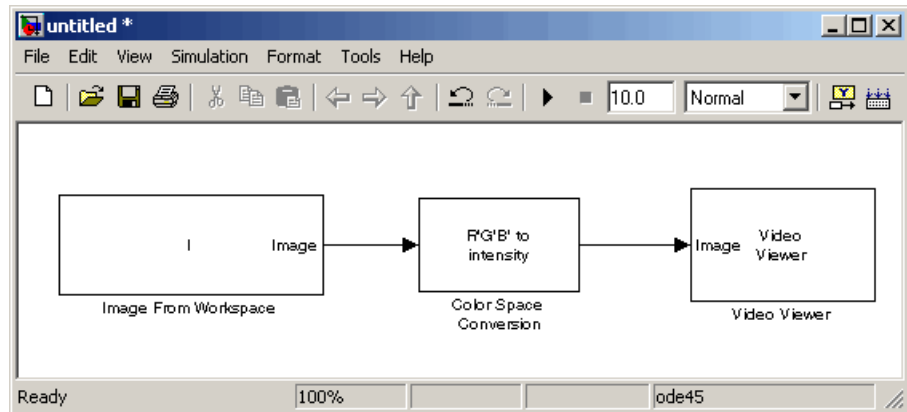 untitled *
File Edit View Simulation Format Tools Help
10.0 Normal
I Image
R'G'B' to
intensity
Image Video
Viewer
Image From Workspace
Color Space
Conversion
Video Viewer
Ready 100% ode45